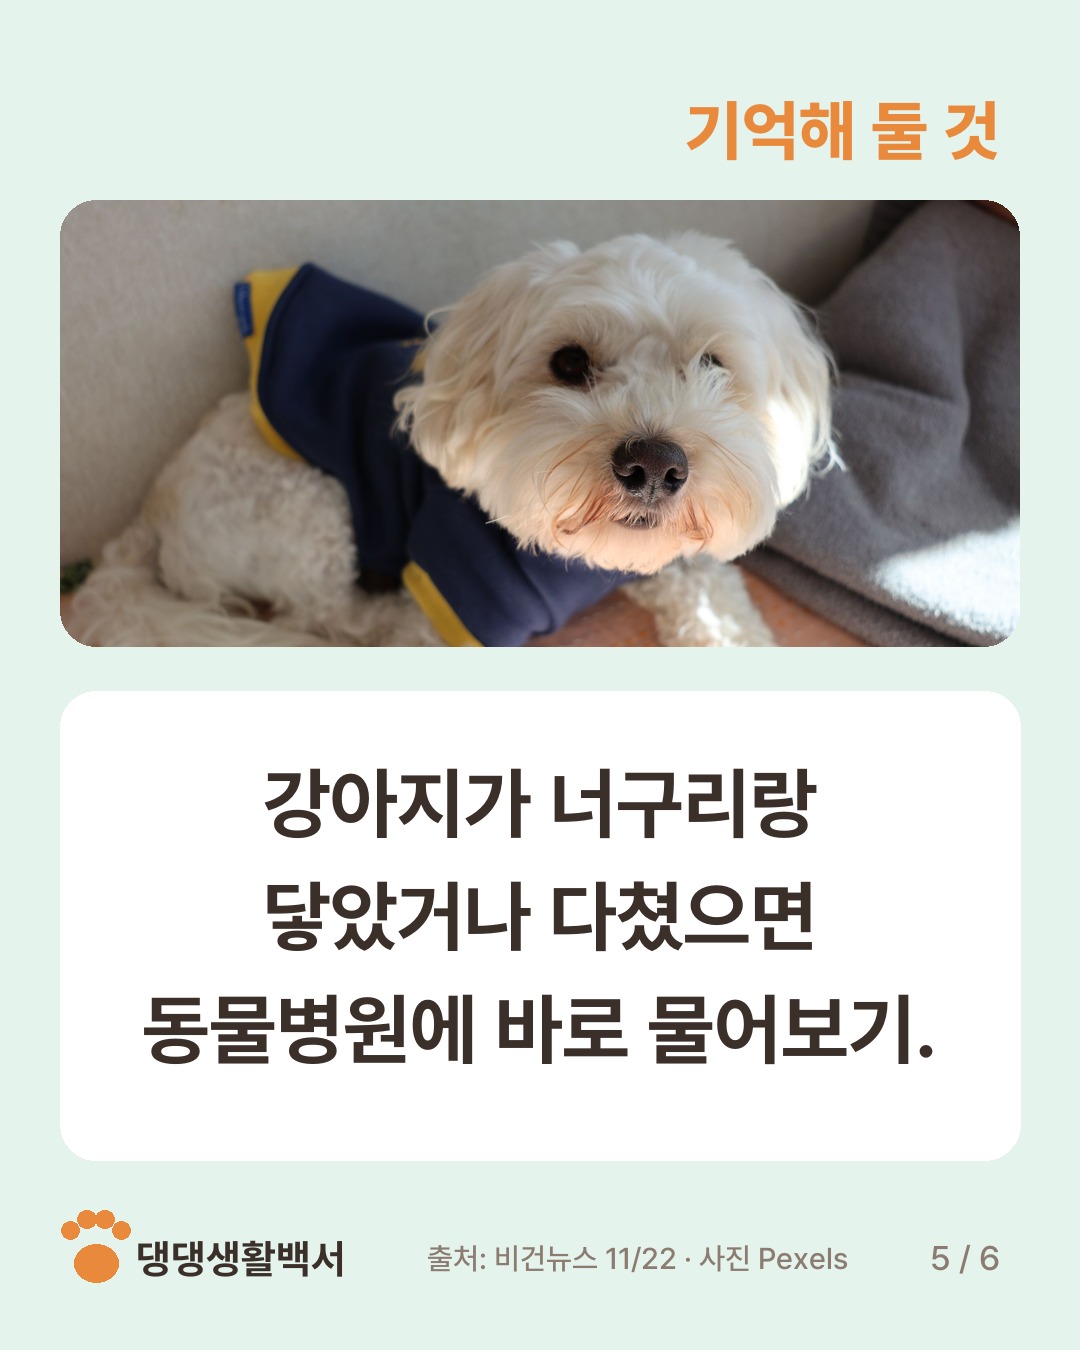 기억해 둘 것
강아지가 너구리랑
닿았거나 다쳤으면
동물병원에 바로 물어보기.
댕댕생활백서
출처: 비건뉴스 11/22 · 사진 Pexels
5 / 6